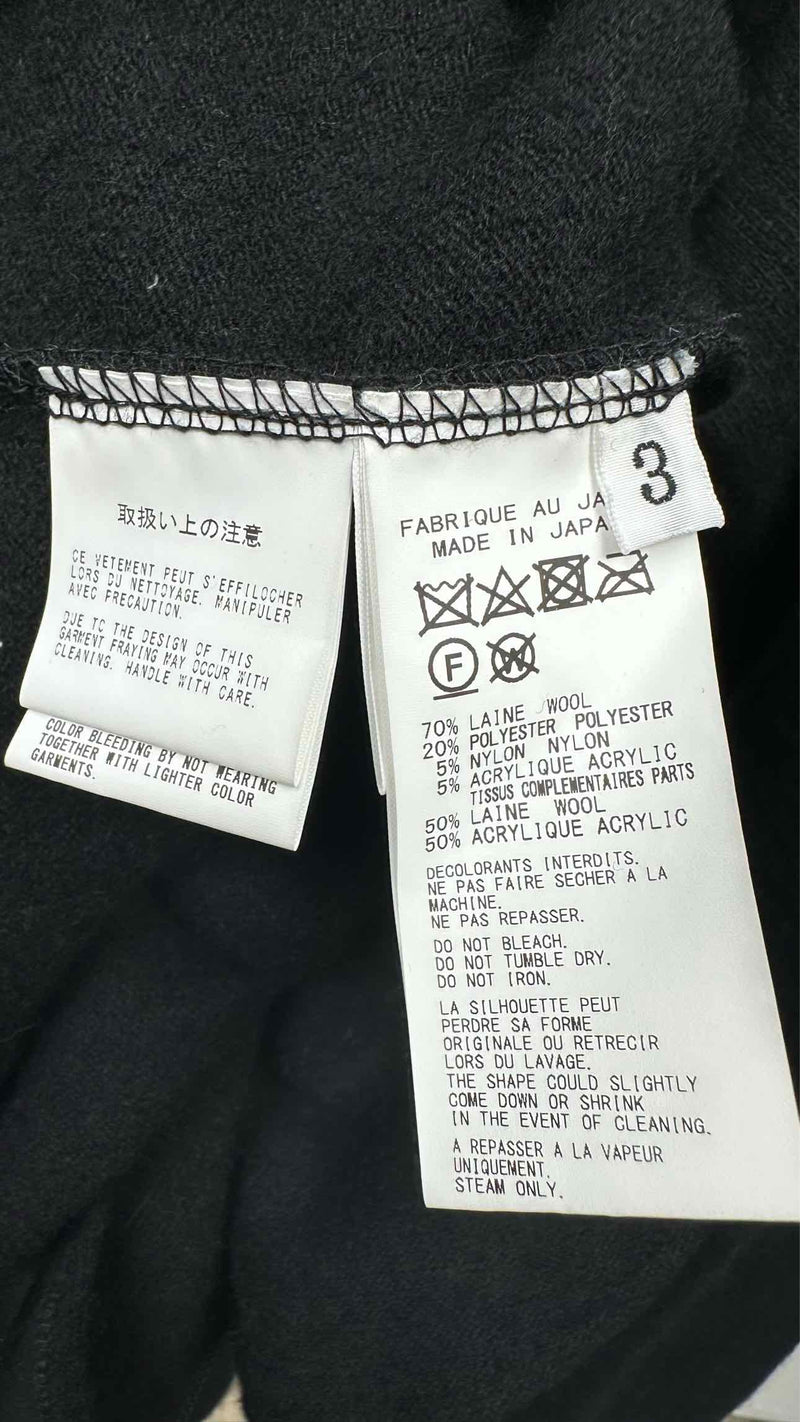 取扱い上の注意
CE VETEMENT PEUT S'EFFILOCHER
LORS DU NETTOYAGE. MANIPULER
AVEC PRECAUTION.
DUE TO THE DESIGN OF THIS
GARMENT FRAYING MAY OCCUR WITH
CLEANING. HANDLE WITH CARE.
COLOR BLEEDING BY NOT WEARING
TOGETHER WITH LIGHTER COLOR
GARMENTS.
3
FABRIQUE AU JA
MADE IN JAPA
F
W
70% LAINE WOOL
20% POLYESTER POLYESTER
5% NYLON NYLON
5% ACRYLIQUE ACRYLIC
TISSUS COMPLEMENTAIRES PARTS
50% LAINE WOOL
50% ACRYLIQUE ACRYLIC
DECOLORANTS INTERDITS.
NE PAS FAIRE SECHER A LA
MACHINE.
NE PAS REPASSER.
DO NOT BLEACH.
DO NOT TUMBLE DRY.
DO NOT IRON.
LA SILHOUETTE PEUT
PERDRE SA FORME
ORIGINALE OU RETRECIR
LORS DU LAVAGE.
THE SHAPE COULD SLIGHTLY
COME DOWN OR SHRINK
IN THE EVENT OF CLEANING.
A REPASSER A LA VAPEUR
UNIQUEMENT.
STEAM ONLY.